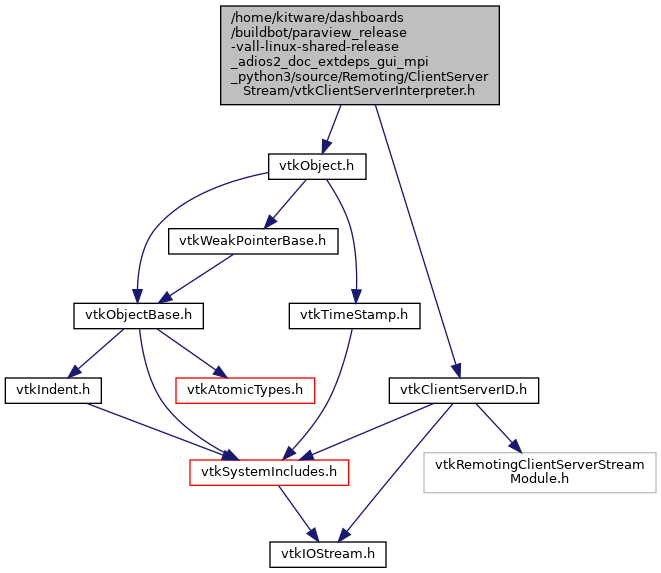 /home/kitware/dashboards
/buildbot/paraview_release
-vall-linux-shared-release
_adios2_doc_extdeps_gui_mpi
_python3/source/Remoting/ClientServer
Stream/vtkClientServerInterpreter.h
vtkObject.h
vtkWeakPointerBase.h
vtkObjectBase.h
vtkTimeStamp.h
vtkIndent.h
vtkAtomicTypes.h
vtkClientServerID.h
vtkSystemIncludes.h
vtkRemotingClientServerStream
Module.h
vtkIOStream.h